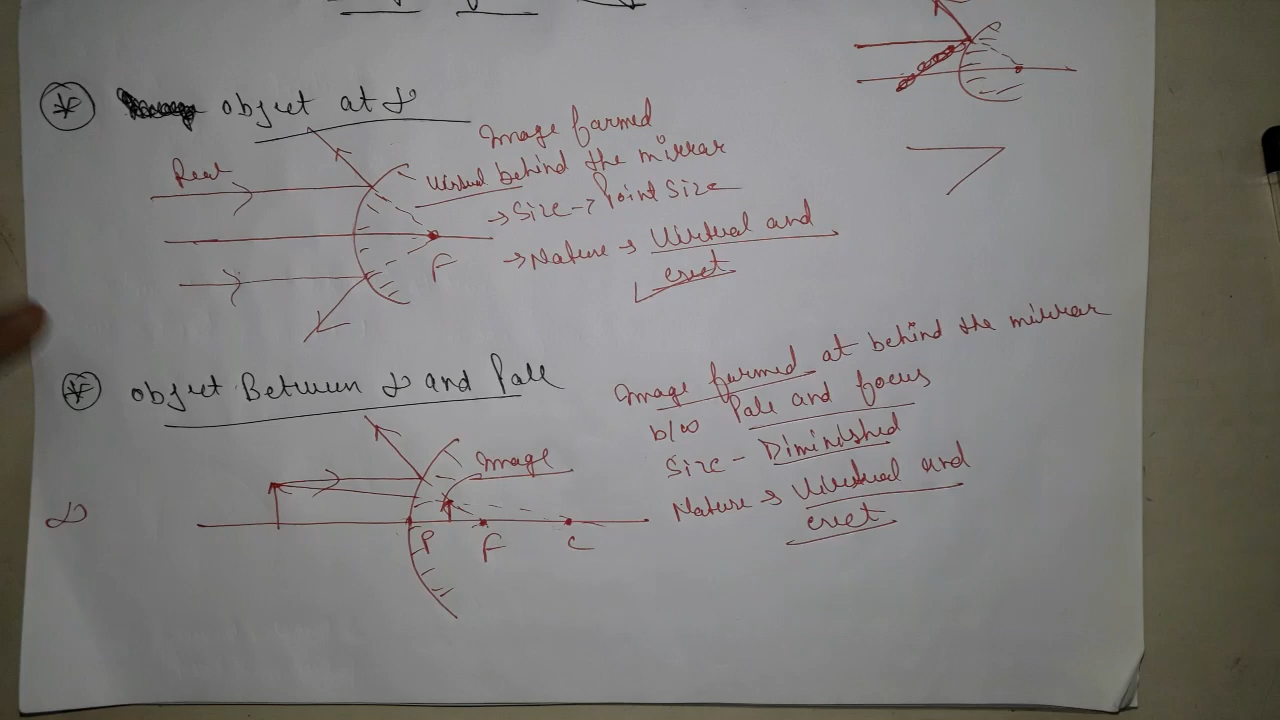 object at ∞
Real
Image formed
virtual behind the mirror
→ Size → Point Size
→ Nature → Virtual and
erect
F
object Between ∞ and Pole
Image formed at behind the mirror
b/w Pole and focus
Size - Diminished
Nature → Virtual and
erect
Image
∞
P
F
C